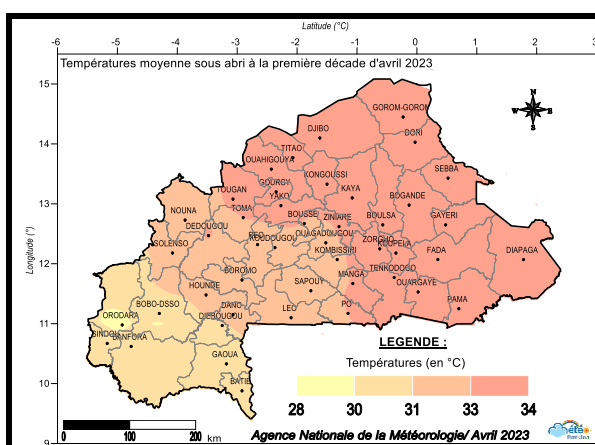 Latitude (°C)
-6 -5 -4 -3 -2 -1 0 1 2 3
Températures moyenne sous abri à la première décade d'avril 2023
Longitude (°)
15
14
13
12
11
10
9
N
W E
S
GOROM-GOROM
DJIBO
DORI
TITAO
OUAHIGOUYA
SEBBA
KONGOUSSI
GOURCY
KAYA
TOUGAN
YAKO
BOGANDE
NOUNA
TOMA
BOUSSE
ZINIARE
BOULSA
GAYERI
DEDOUGOU
REO
OUAGADOUGOU
KOUDOUGOU
ZORGHO
KOUPELA
SOLENSO
KOMBISSIRI
FADA
DIAPAGA
BOROMO
MANGA
TENKODOGO
HOUNDE
SAPOUY
OUARGAYE
BOBO-DSSO
DANO
LEO
PO
PAMA
ORODARA
DIEBOUGOU
SINDOU
BANFORA
GAOUA
BATIE
LEGENDE :
Températures (en °C)
28 30 31 33 34
0 100 200 km
Agence Nationale de la Météorologie/ Avril 2023
météo